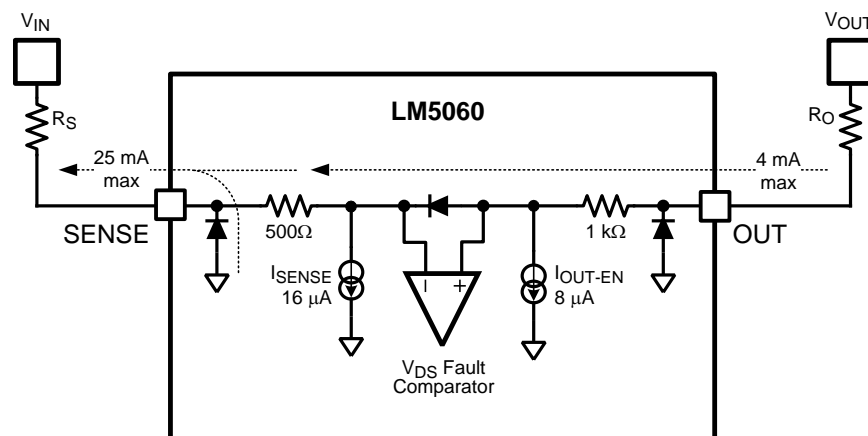 VIN
VOUT
LM5060
RS
RO
25 mA
max
4 mA
max
SENSE
500Ω
1 kΩ
OUT
ISENSE
16 µA
− +
IOUT-EN
8 µA
VDS Fault
Comparator